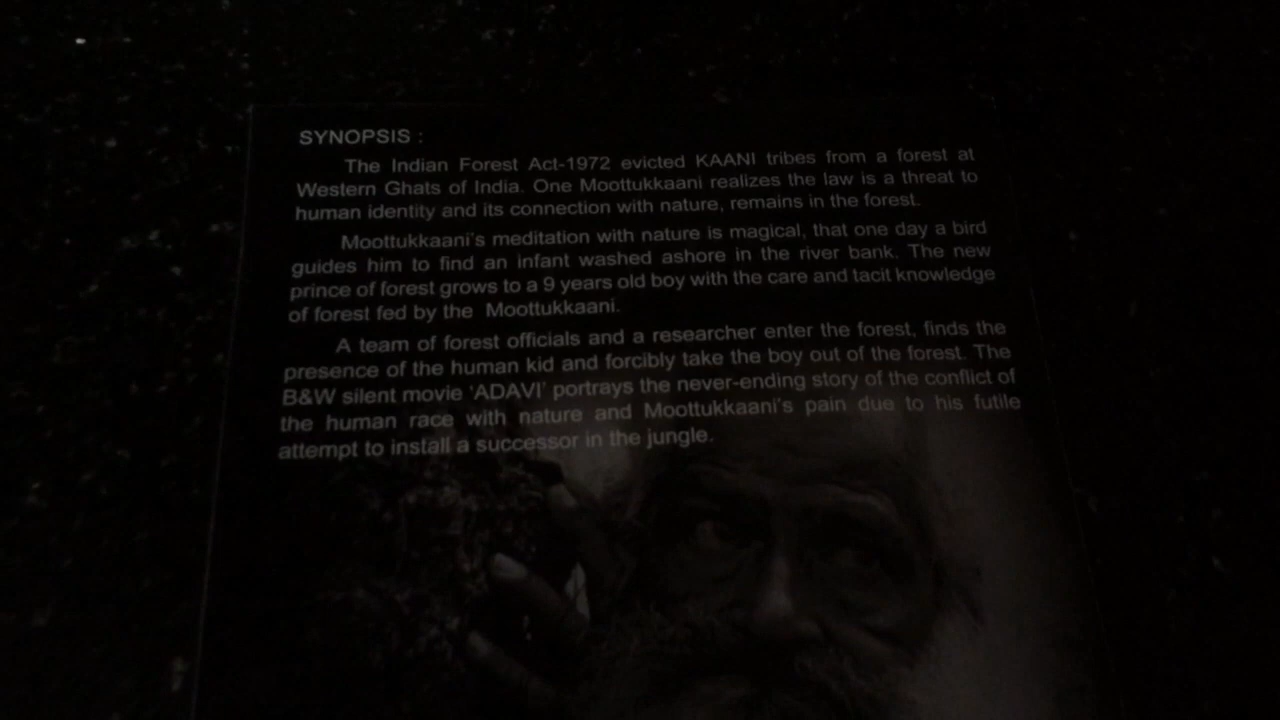 SYNOPSIS :
The Indian Forest Act-1972 evicted KAANI tribes from a forest at
Western Ghats of India. One Moottukkaani realizes the law is a threat to
human identity and its connection with nature, remains in the forest.
Moottukkaani's meditation with nature is magical, that one day a bird
guides him to find an infant washed ashore in the river bank. The new
prince of forest grows to a 9 years old boy with the care and tacit knowledge
of forest fed by the Moottukkaani.
A team of forest officials and a researcher enter the forest, finds the
presence of the human kid and forcibly take the boy out of the forest. The
B&W silent movie 'ADAVI' portrays the never-ending story of the conflict of
the human race with nature and Moottukkaani's pain due to his futile
attempt to install a successor in the jungle.